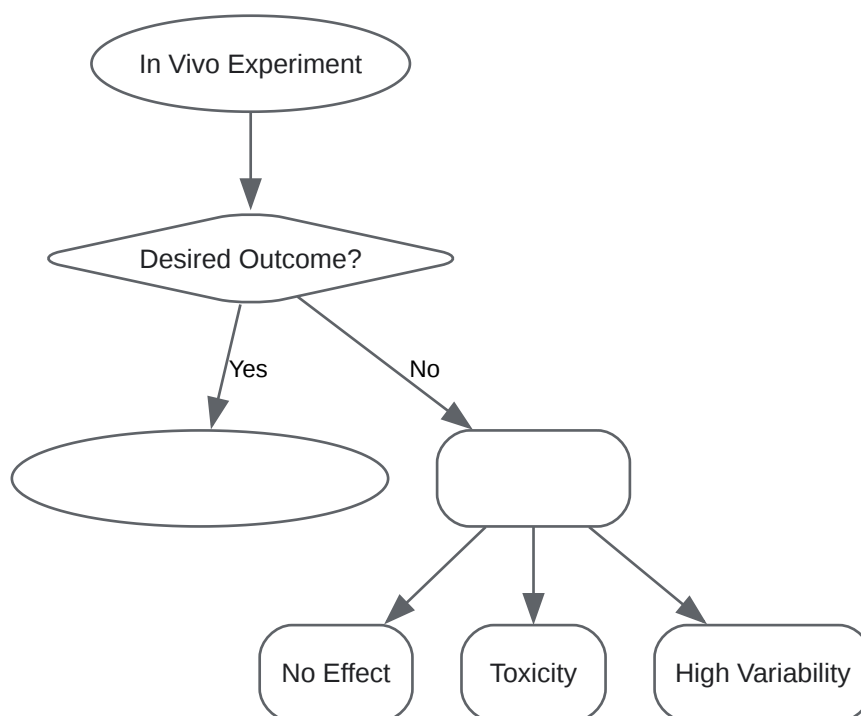 In Vivo Experiment
Desired Outcome?
Yes
No
No Effect
Toxicity
High Variability